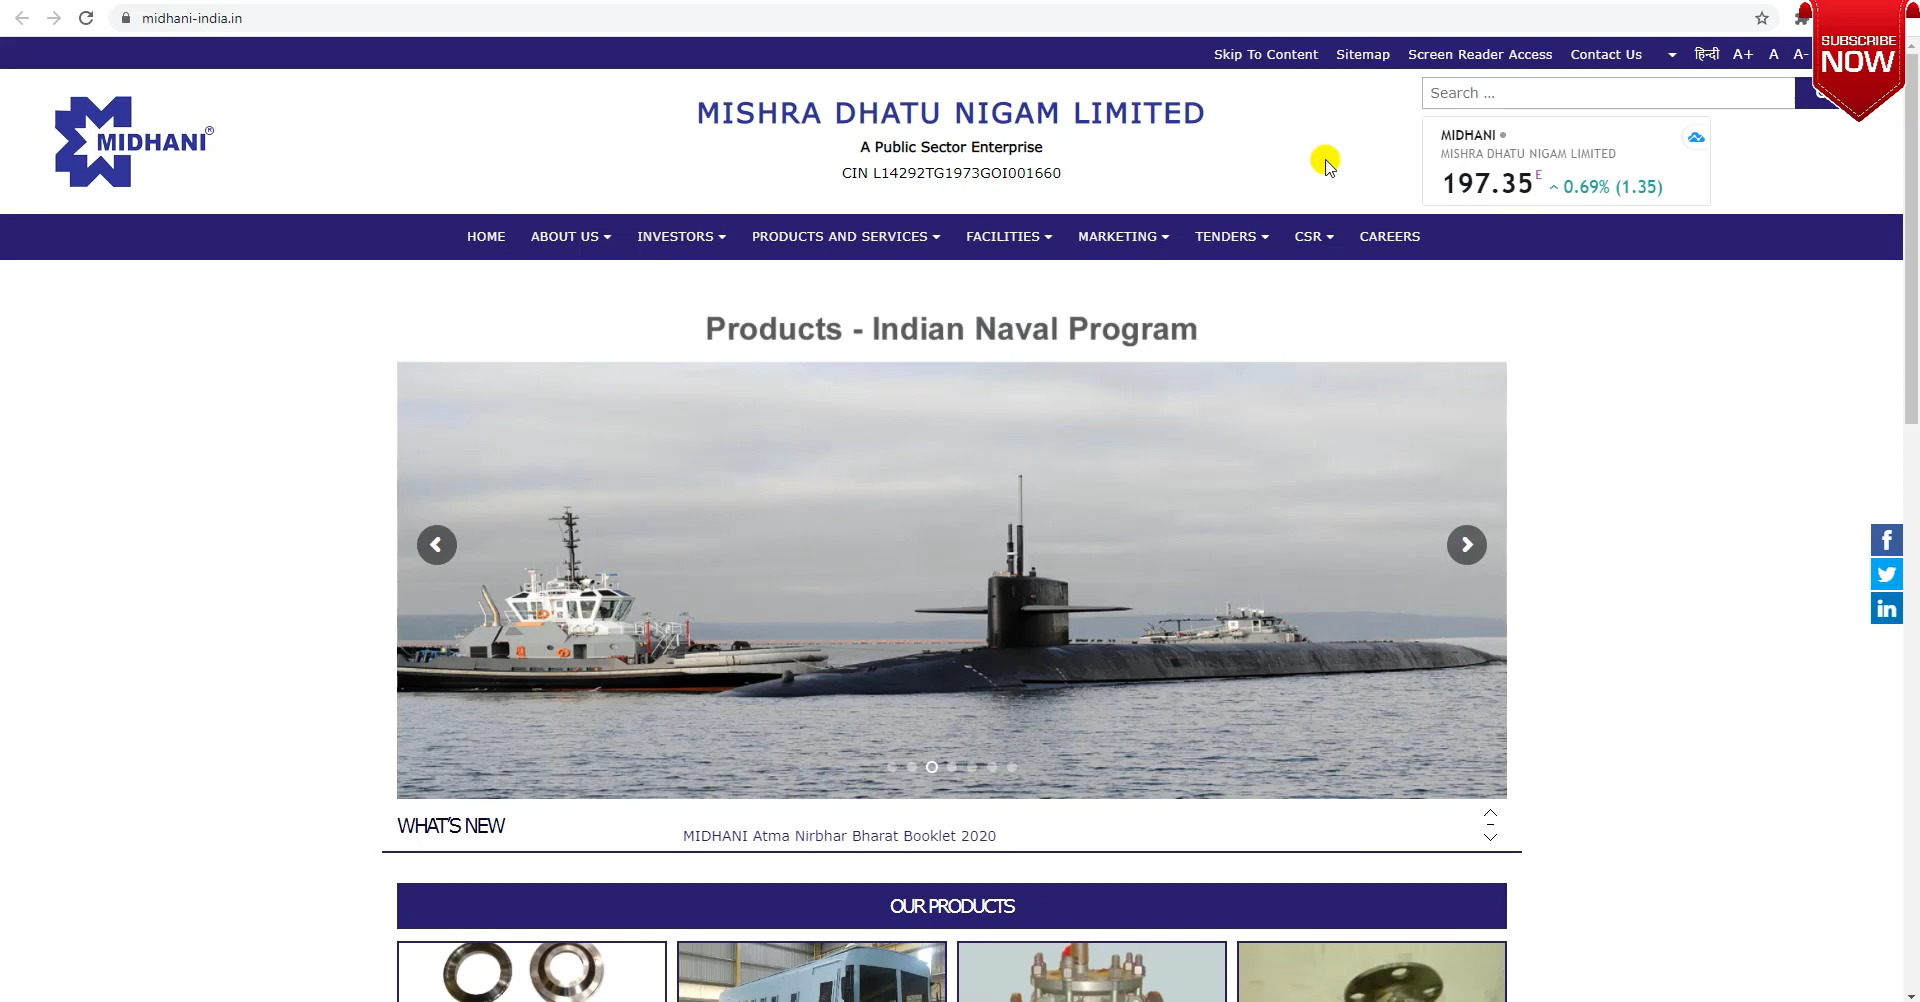 midhani-india.in
Skip To Content Sitemap Screen Reader Access Contact Us हिन्दी A+ A A-
SUBSCRIBE
NOW
MIDHANI®
MISHRA DHATU NIGAM LIMITED
A Public Sector Enterprise
CIN L14292TG1973GOI001660
Search ...
MIDHANI
MISHRA DHATU NIGAM LIMITED
197.35 E 0.69% (1.35)
HOME ABOUT US INVESTORS PRODUCTS AND SERVICES FACILITIES MARKETING TENDERS CSR CAREERS
Products - Indian Naval Program
f
in
WHAT'S NEW
MIDHANI Atma Nirbhar Bharat Booklet 2020
OUR PRODUCTS